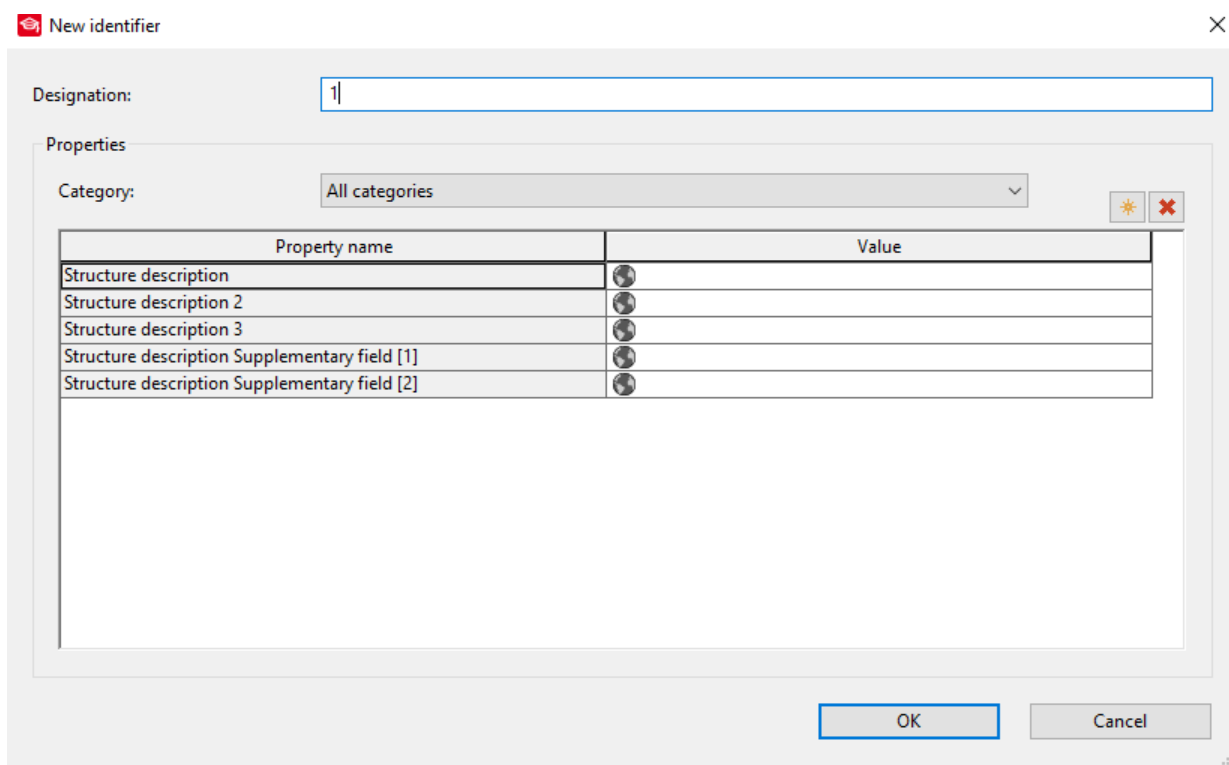 New identifier
Designation: 1
Properties
Category: All categories
Property name Value
Structure description
Structure description 2
Structure description 3
Structure description Supplementary field [1]
Structure description Supplementary field [2]
OK Cancel